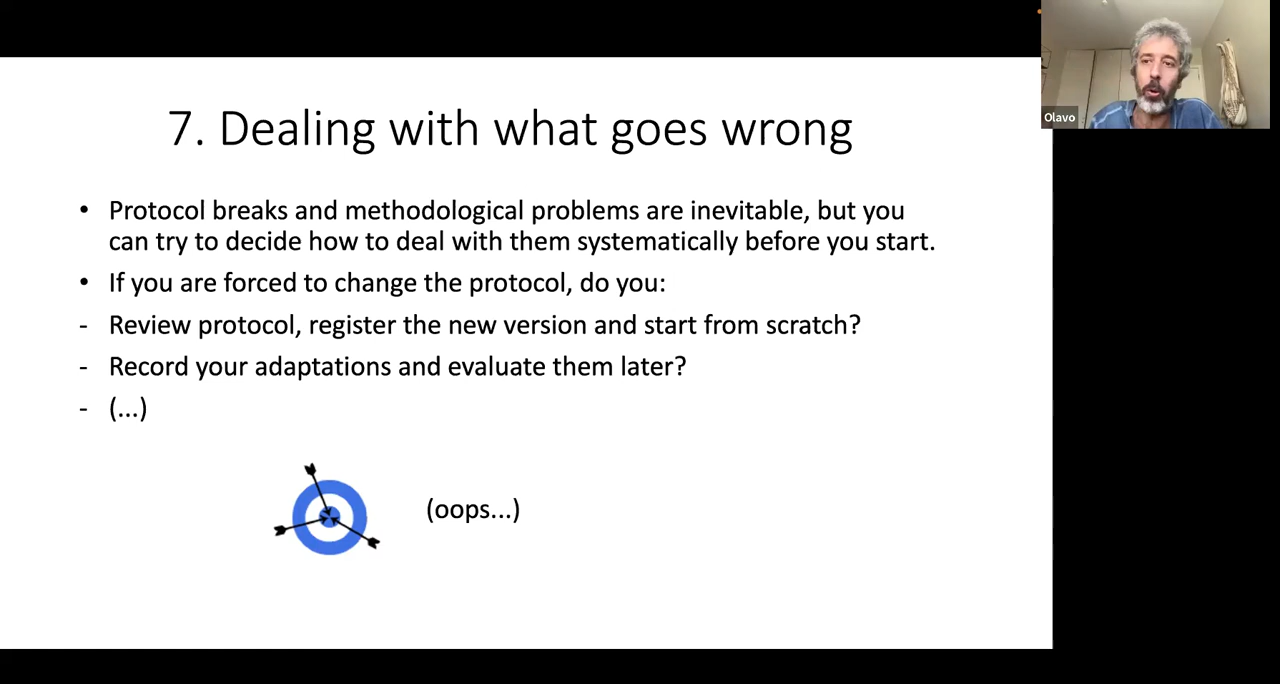 7. Dealing with what goes wrong
Olavo
• Protocol breaks and methodological problems are inevitable, but you
can try to decide how to deal with them systematically before you start.
• If you are forced to change the protocol, do you:
- Review protocol, register the new version and start from scratch?
- Record your adaptations and evaluate them later?
- (...)
(oops...)